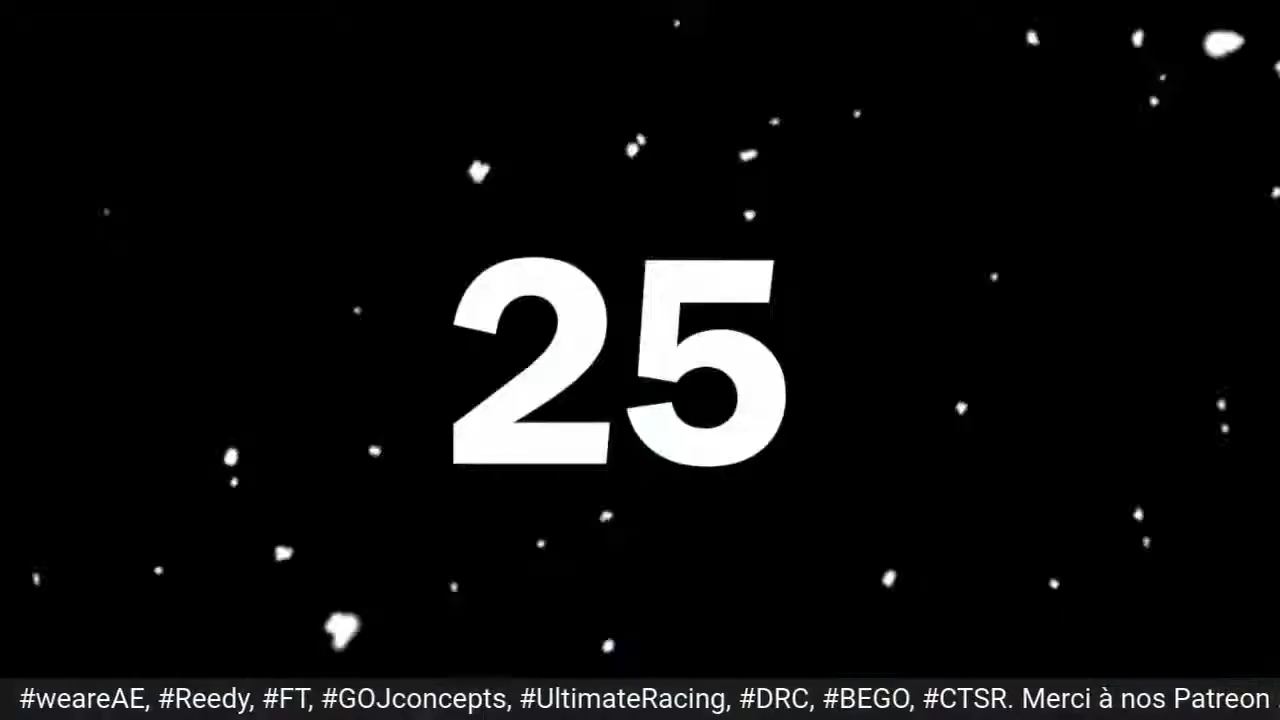 25
#weareAE, #Reedy, #FT, #GOJconcepts, #UltimateRacing, #DRC, #BEGO, #CTSR. Merci à nos Patreon